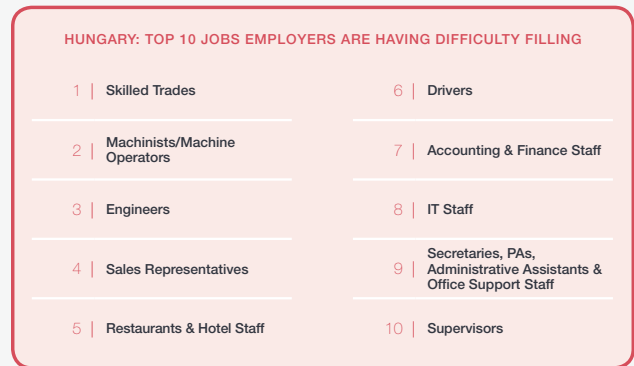 HUNGARY: TOP 10 JOBS EMPLOYERS ARE HAVING DIFFICULTY FILLING
1 | Skilled Trades
2 | Machinists/Machine
Operators
3 | Engineers
4 | Sales Representatives
5 | Restaurants & Hotel Staff
6 | Drivers
7 | Accounting & Finance Staff
8 | IT Staff
9 | Secretaries, PAs,
Administrative Assistants &
Office Support Staff
10 | Supervisors